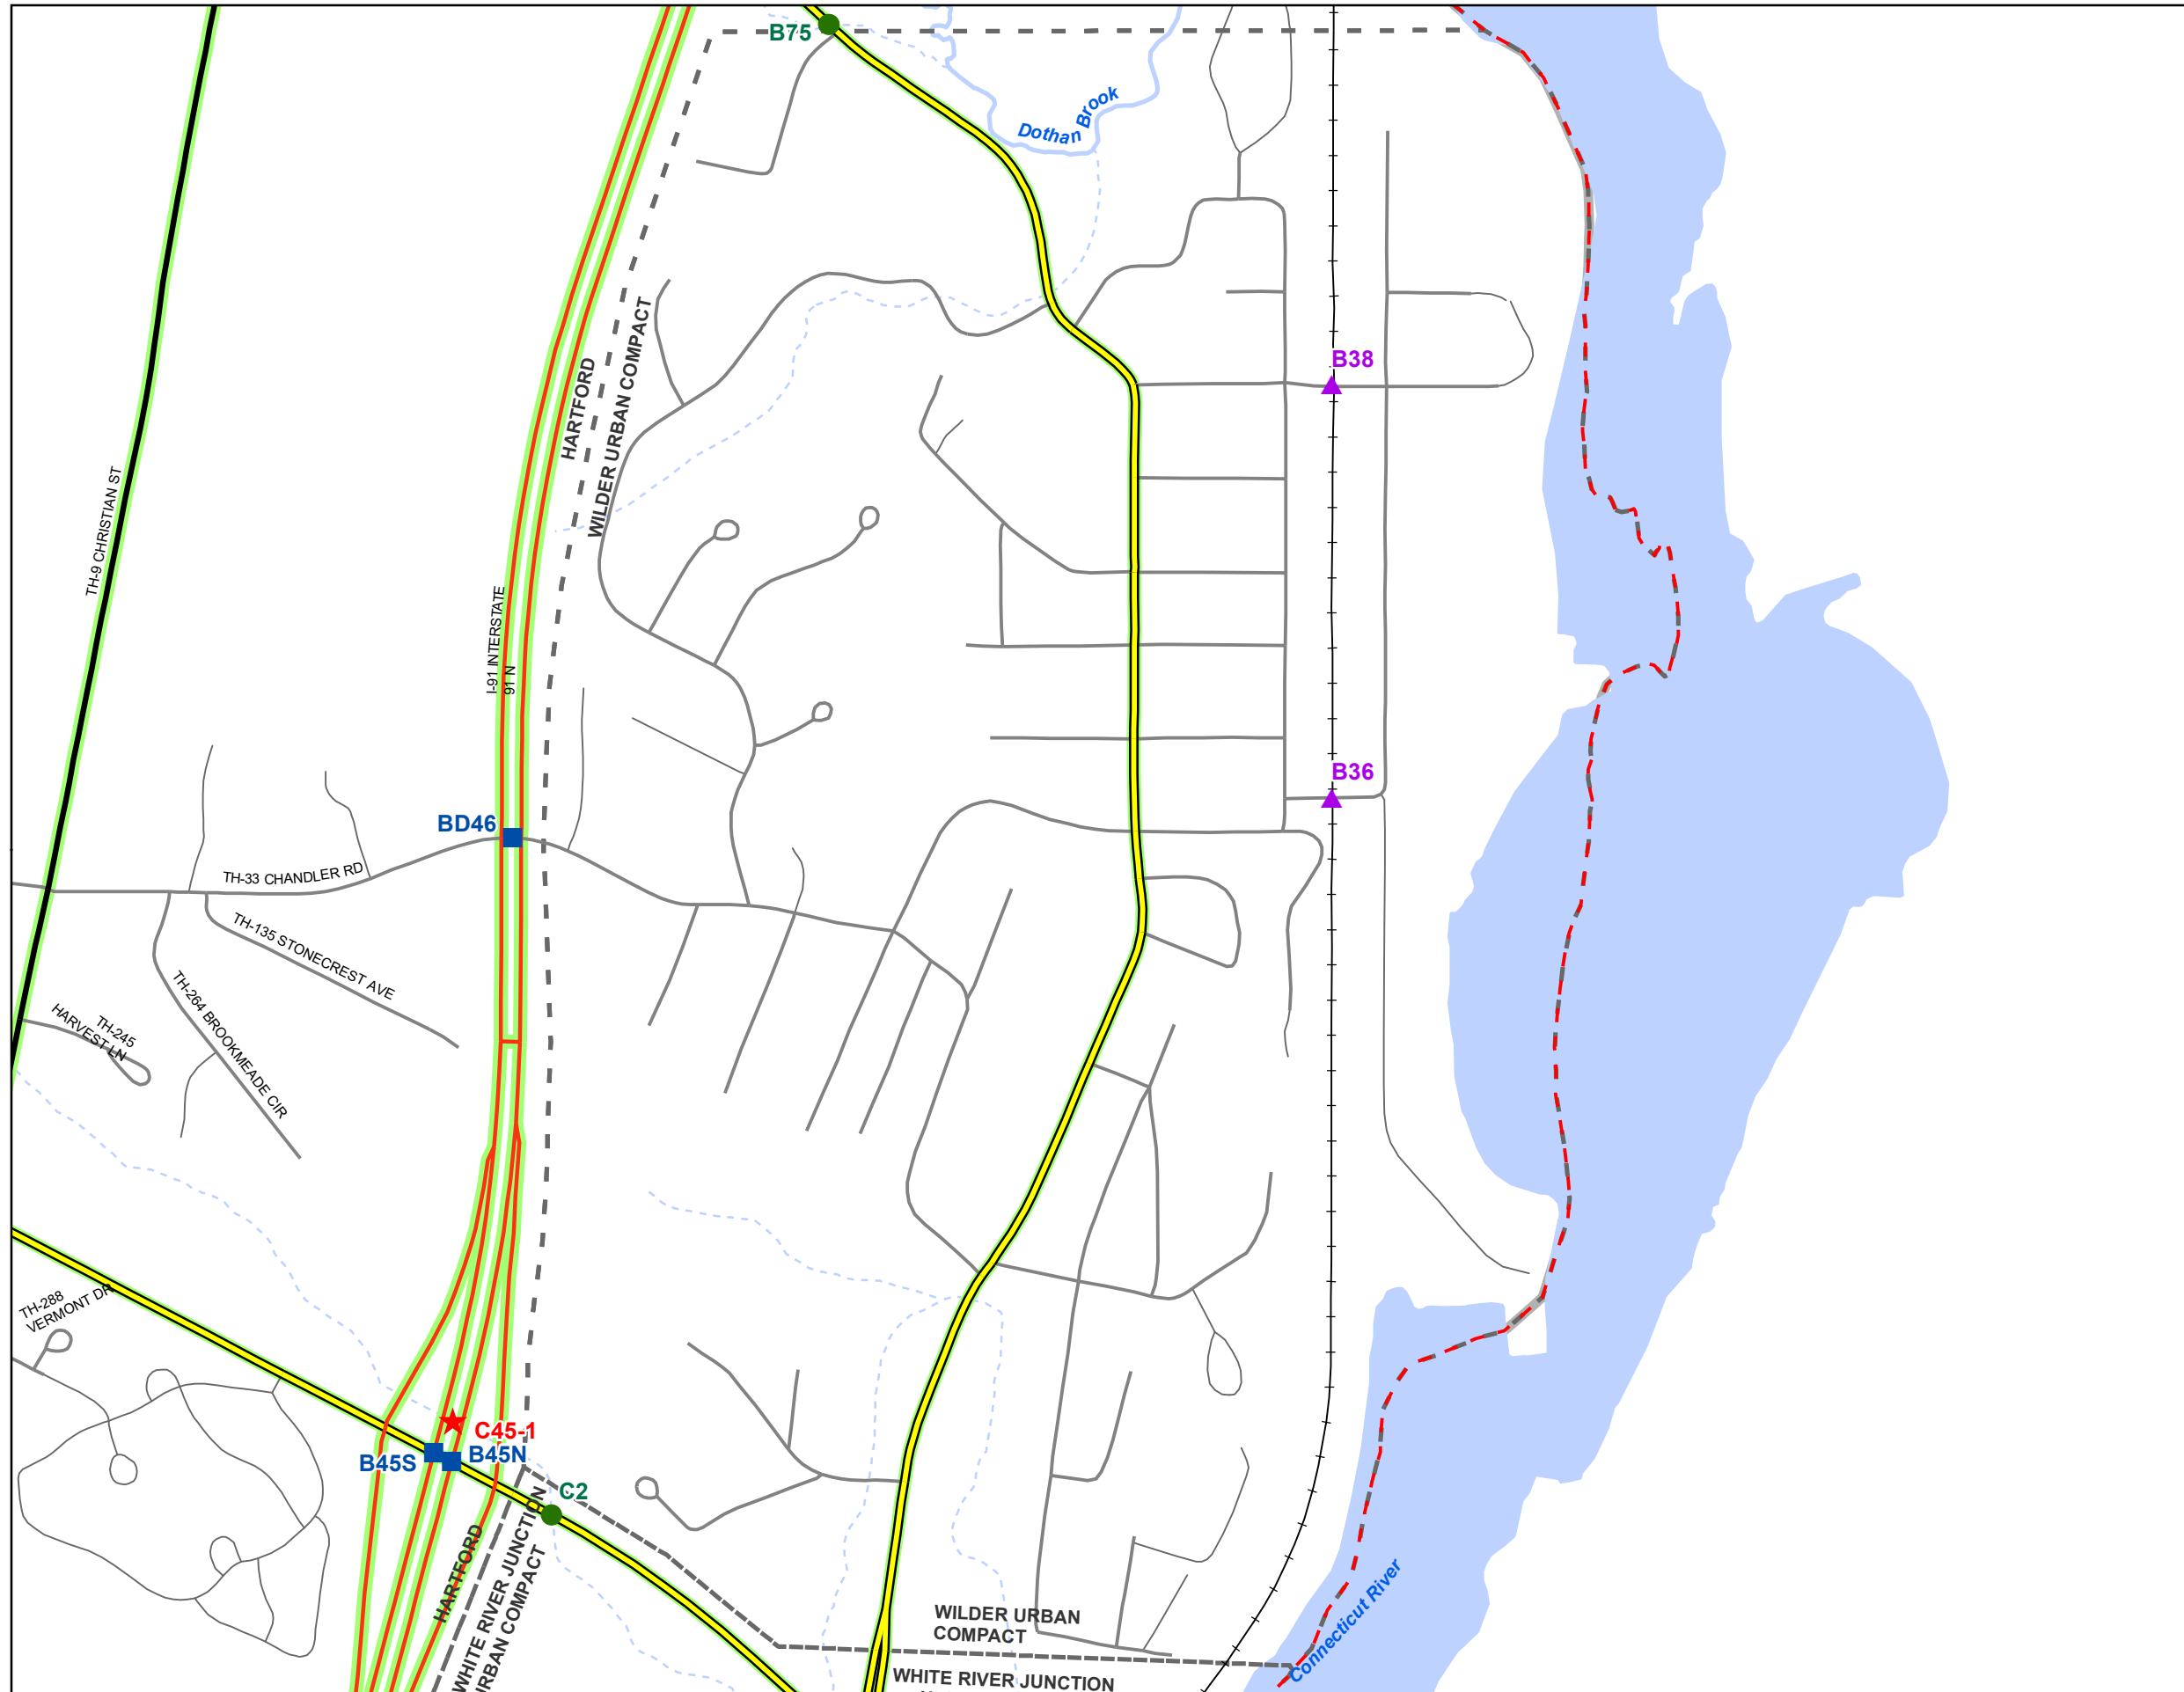 B75
Dothan Brook
B38
HARTFORD
WILDER URBAN COMPACT
TH-9 CHRISTIAN ST
I-91 INTERSTATE
91 N
B36
BD46
TH-33 CHANDLER RD
TH-135 STONECREST AVE
TH-264 BROOKMEADE CIR
TH-245
HARVEST LN
TH-288
VERMONT DR
C45-1
B45N
B45S
C2
HARTFORD
WHITE RIVER JUNCTION
URBAN COMPACT
WILDER URBAN
COMPACT
WHITE RIVER JUNCTION
Connecticut River